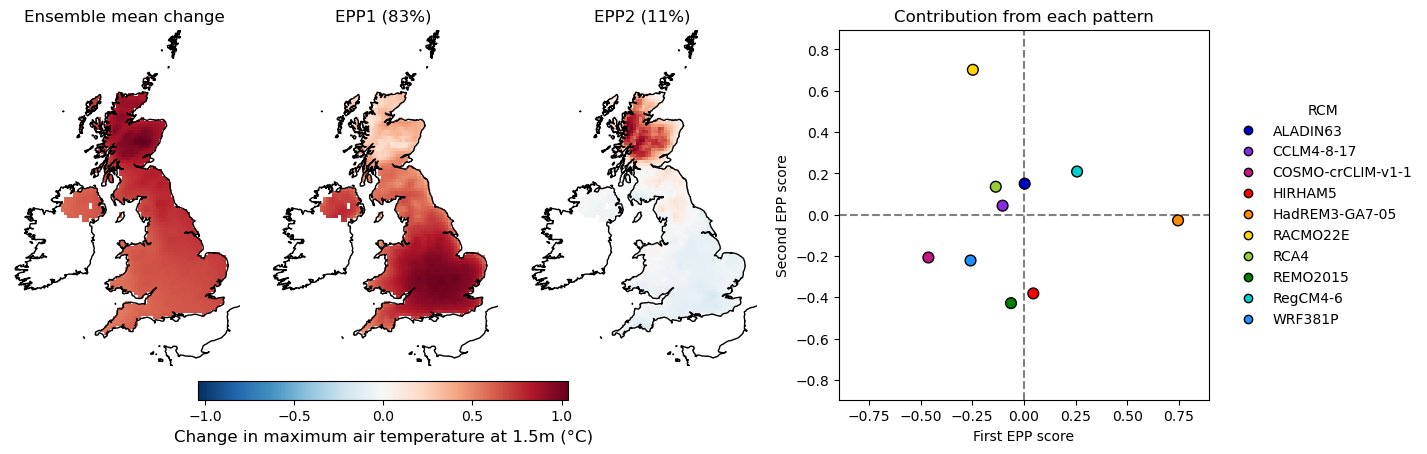 Ensemble mean change
EPP1 (83%)
EPP2 (11%)
Contribution from each pattern
−1.0
−0.5
0.0
0.5
1.0
Change in maximum air temperature at 1.5m (°C)
Second EPP score
0.8
0.6
0.4
0.2
0.0
−0.2
−0.4
−0.6
−0.8
−0.75
−0.50
−0.25
0.00
0.25
0.50
0.75
First EPP score
RCM
ALADIN63
CCLM4-8-17
COSMO-crCLIM-v1-1
HIRHAM5
HadREM3-GA7-05
RACMO22E
RCA4
REMO2015
RegCM4-6
WRF381P